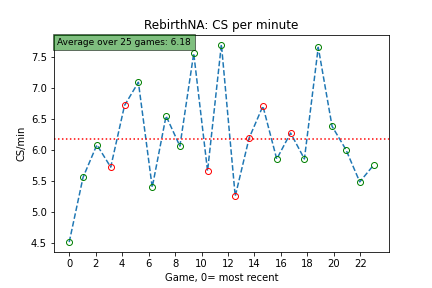 RebirthNA: CS per minute
Average over 25 games: 6.18
CS/min
7.5
7.0
6.5
6.0
5.5
5.0
4.5
0 2 4 6 8 10 12 14 16 18 20 22
Game, 0= most recent